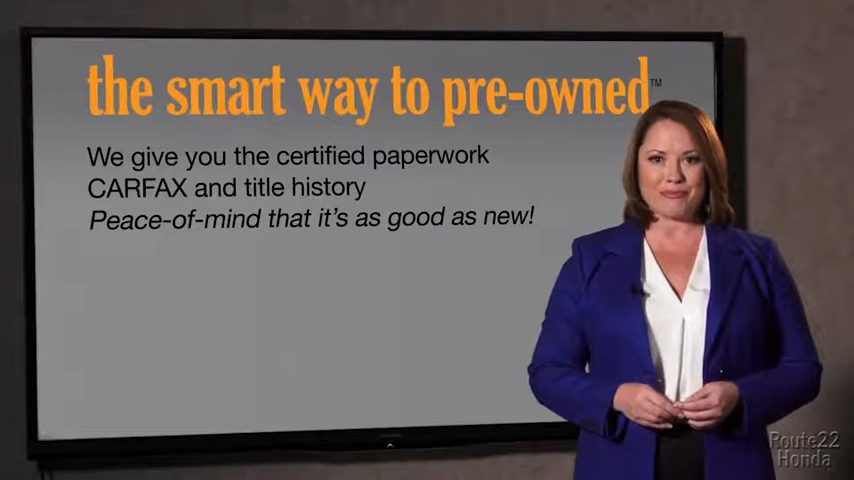 the smart way to pre-owned™
We give you the certified paperwork
CARFAX and title history
Peace-of-mind that it's as good as new!
Route22
Honda